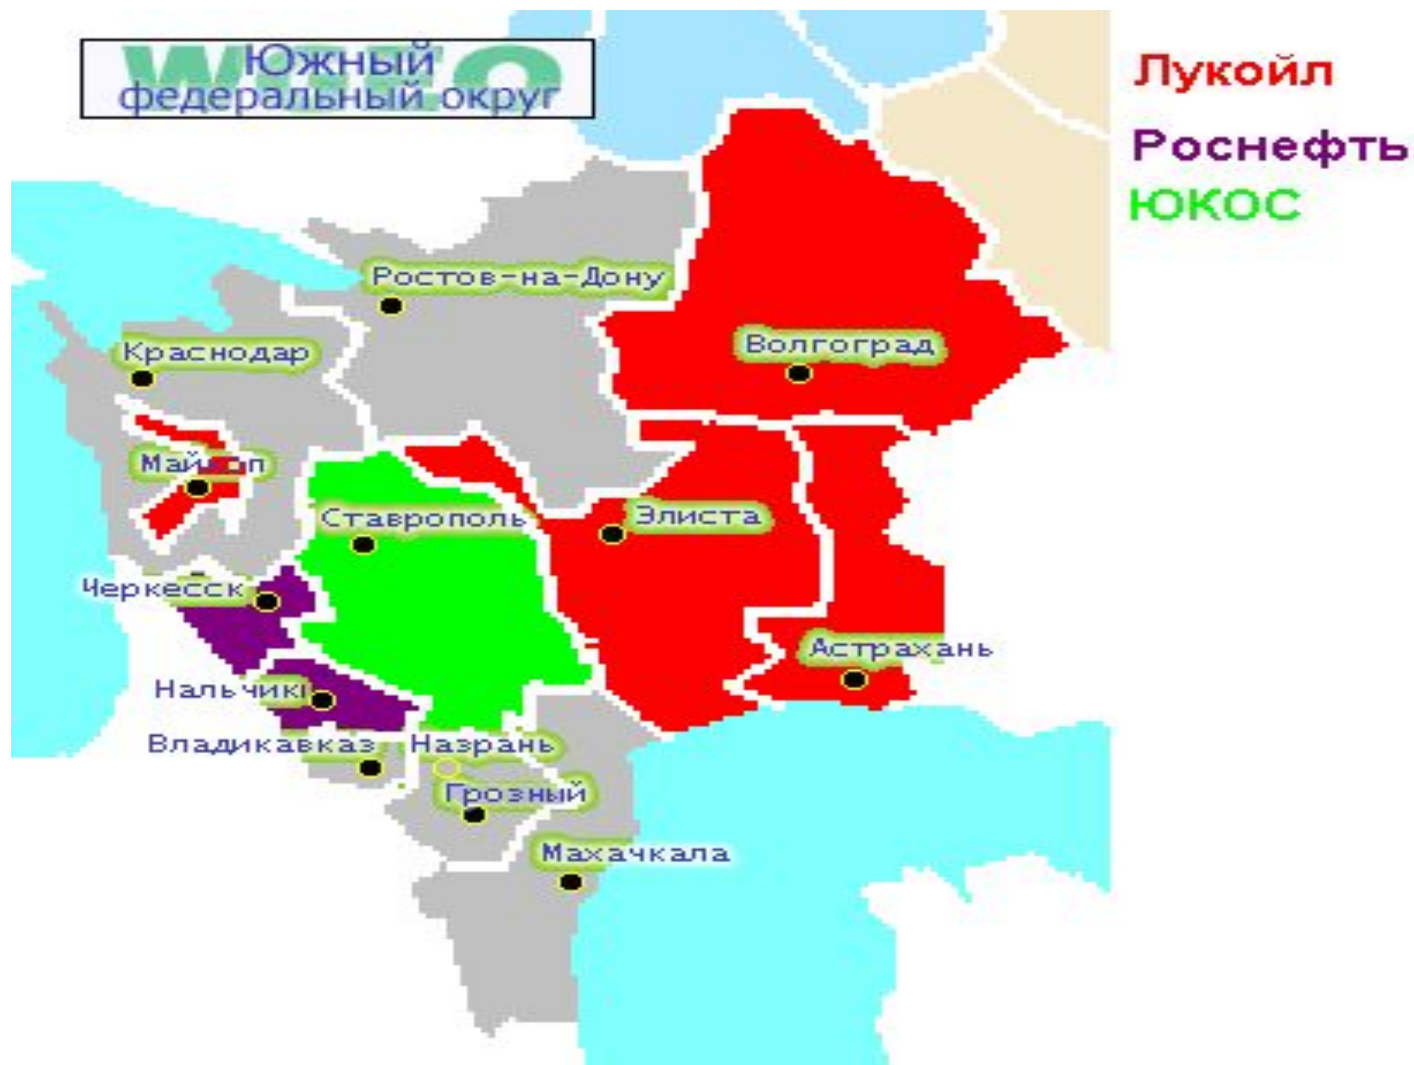 Южный
федеральный округ
Лукойл
Роснефть
ЮКОС
Ростов-на-Дону
Волгоград
Краснодар
Майкоп
Ставрополь
Элиста
Черкесск
Астрахань
Нальчик
Владикавказ
Назрань
Грозный
Махачкала